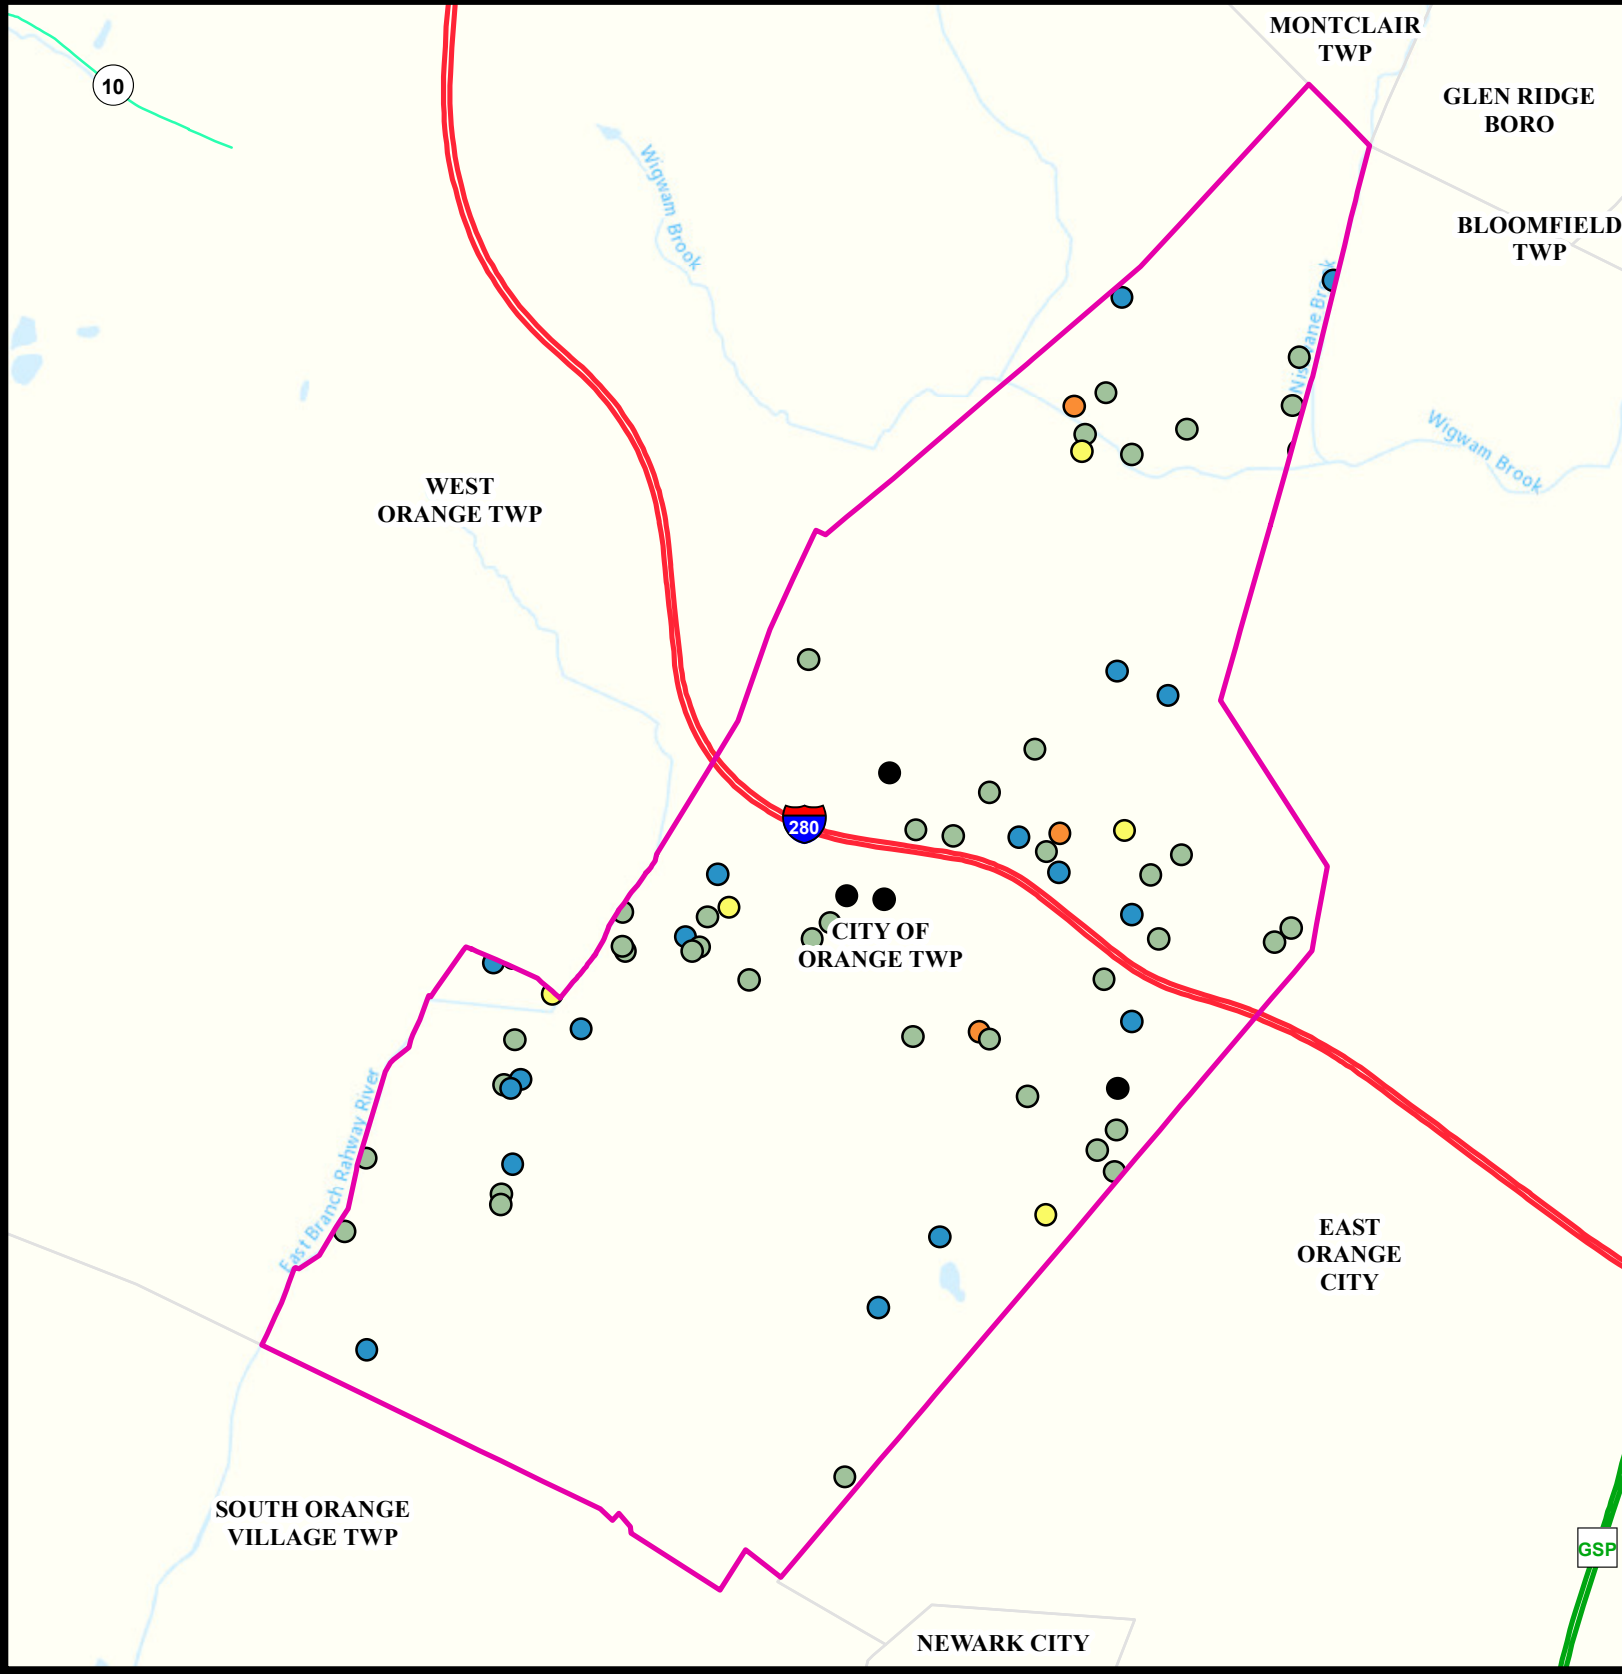 MONTCLAIR
TWP
10
GLEN RIDGE
BORO
Wigwam Brook
BLOOMFIELD
TWP
Wigwam Brook
WEST
ORANGE TWP
280
CITY OF
ORANGE TWP
East Branch Rahway River
EAST
ORANGE
CITY
SOUTH ORANGE
VILLAGE TWP
GSP
NEWARK CITY